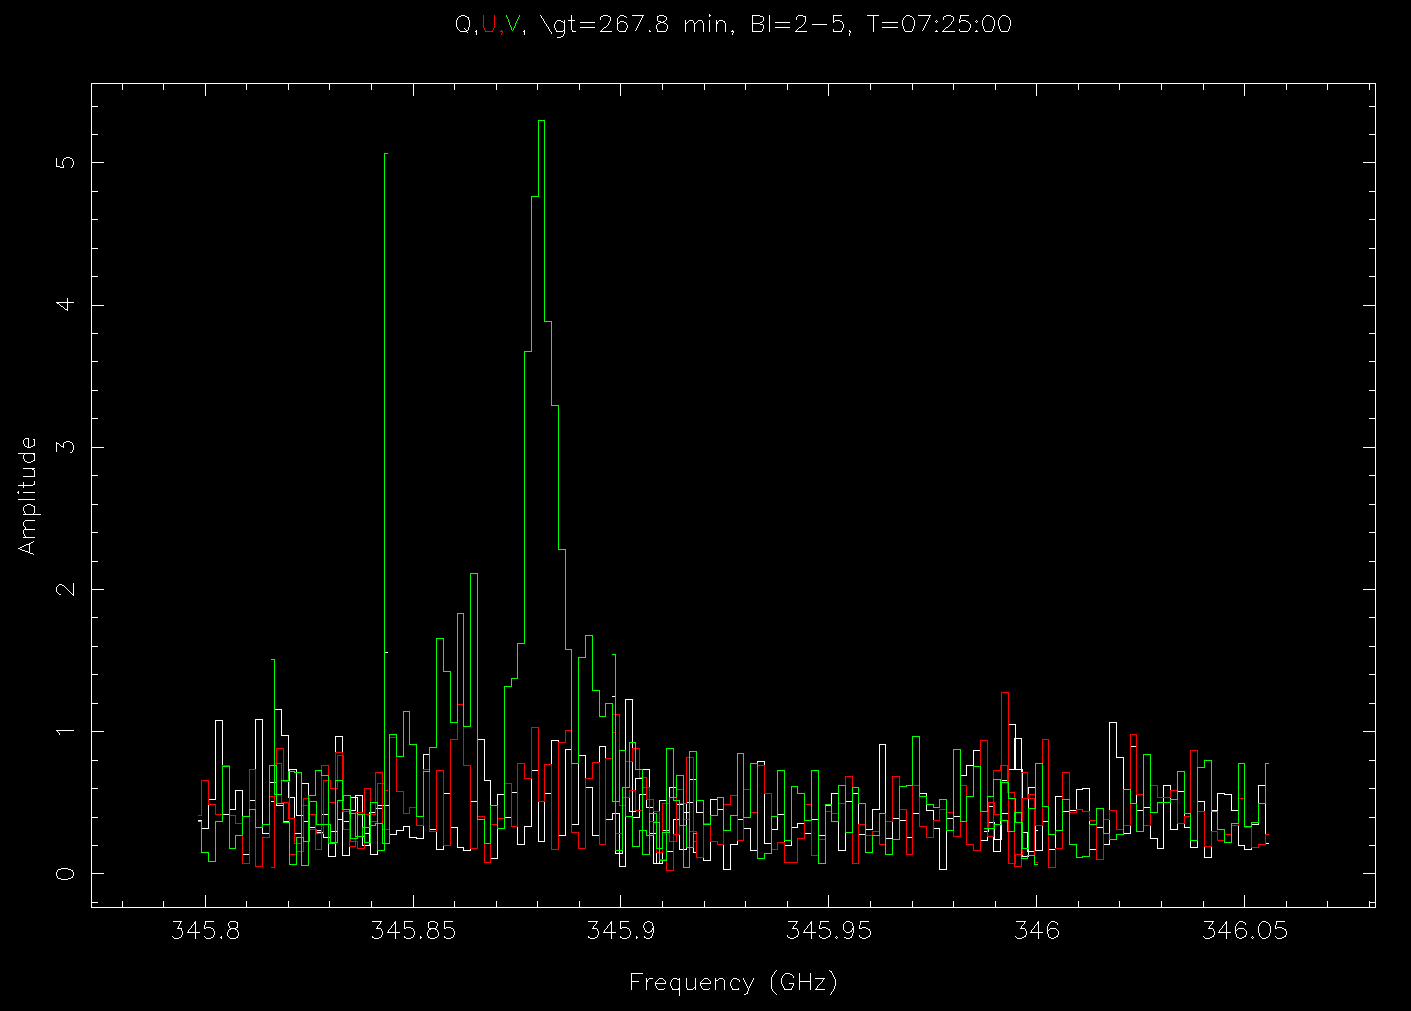 Q,U,V, \gt=267.8 min, Bl=2-5, T=07:25:00
5
4
3
2
1
0
Amplitude
345.8 345.85 345.9 345.95 346 346.05
Frequency (GHz)